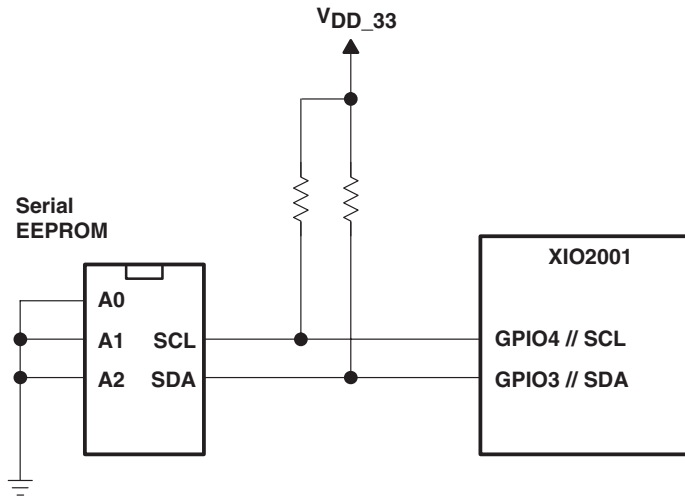 VDD_33
Serial
EEPROM
XIO2001
A0
A1 SCL
A2 SDA
GPIO4 // SCL
GPIO3 // SDA